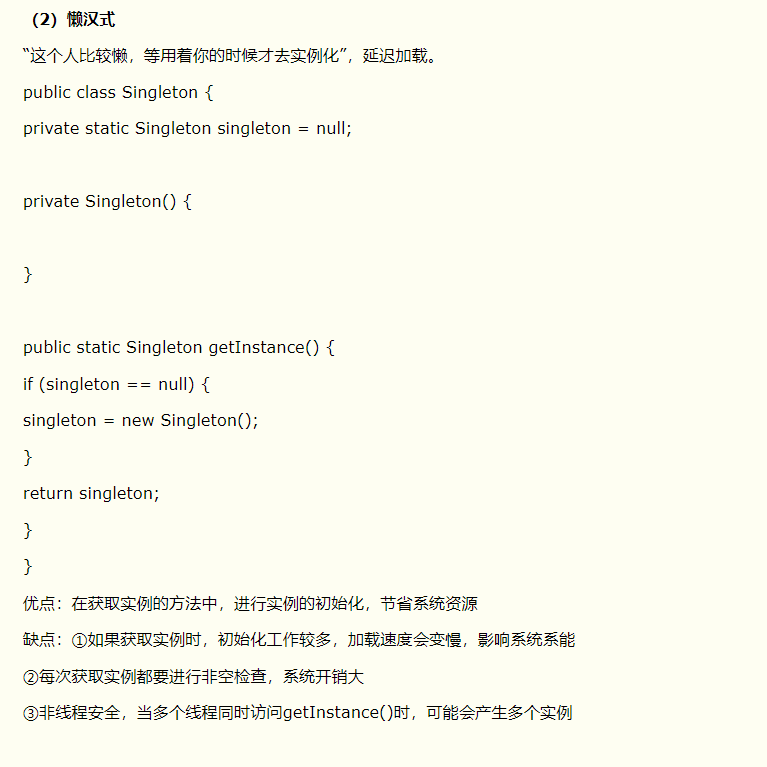 （2）懒汉式
“这个人比较懒，等用着你的时候才去实例化”，延迟加载。
public class Singleton {
private static Singleton singleton = null;
private Singleton() {
}
public static Singleton getInstance() {
if (singleton == null) {
singleton = new Singleton();
}
return singleton;
}
}
优点：在获取实例的方法中，进行实例的初始化，节省系统资源
缺点：①如果获取实例时，初始化工作较多，加载速度会变慢，影响系统系能
②每次获取实例都要进行非空检查，系统开销大
③非线程安全，当多个线程同时访问getInstance()时，可能会产生多个实例